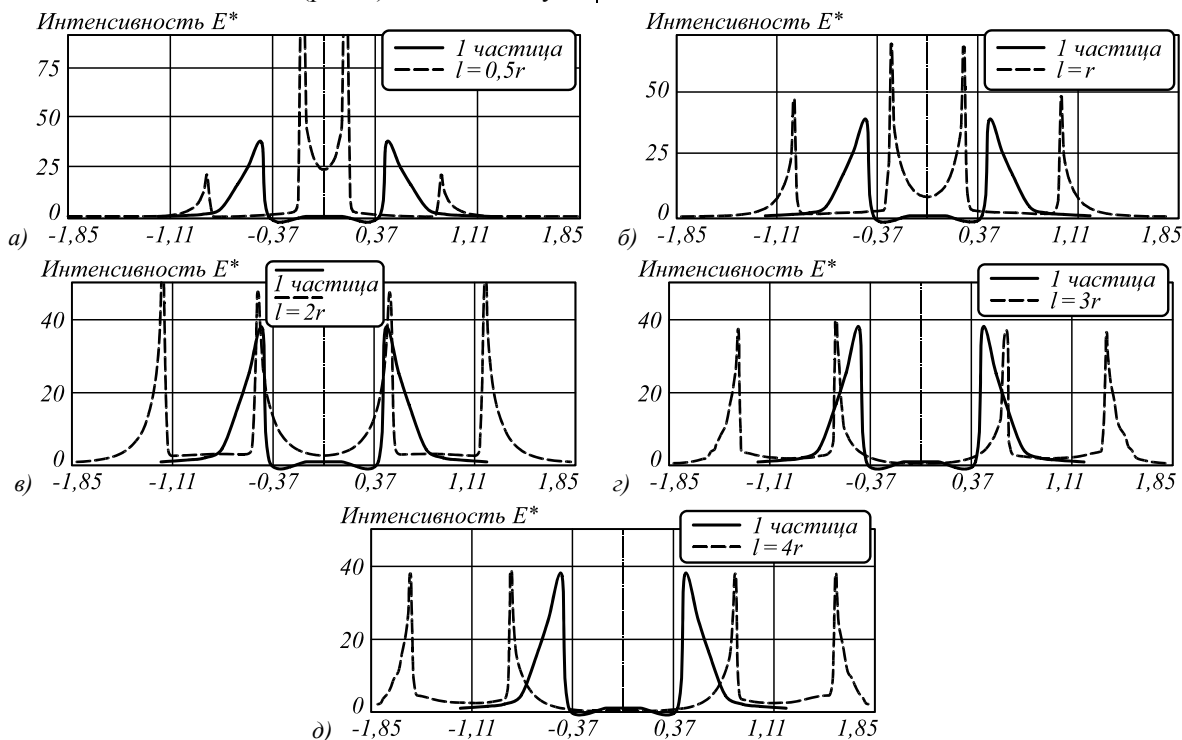 Интенсивность E*
1 частица
l = 0,5r
75
50
25
0
-1,85 -1,11 -0,37 0,37 1,11 1,85
а)
Интенсивность E*
1 частица
l = r
50
25
0
-1,85 -1,11 -0,37 0,37 1,11 1,85
б)
Интенсивность E*
1 частица
l = 2r
40
20
0
-1,85 -1,11 -0,37 0,37 1,11 1,85
в)
Интенсивность E*
1 частица
l = 3r
40
20
0
-1,85 -1,11 -0,37 0,37 1,11 1,85
г)
Интенсивность E*
1 частица
l = 4r
40
20
0
-1,85 -1,11 -0,37 0,37 1,11 1,85
д)